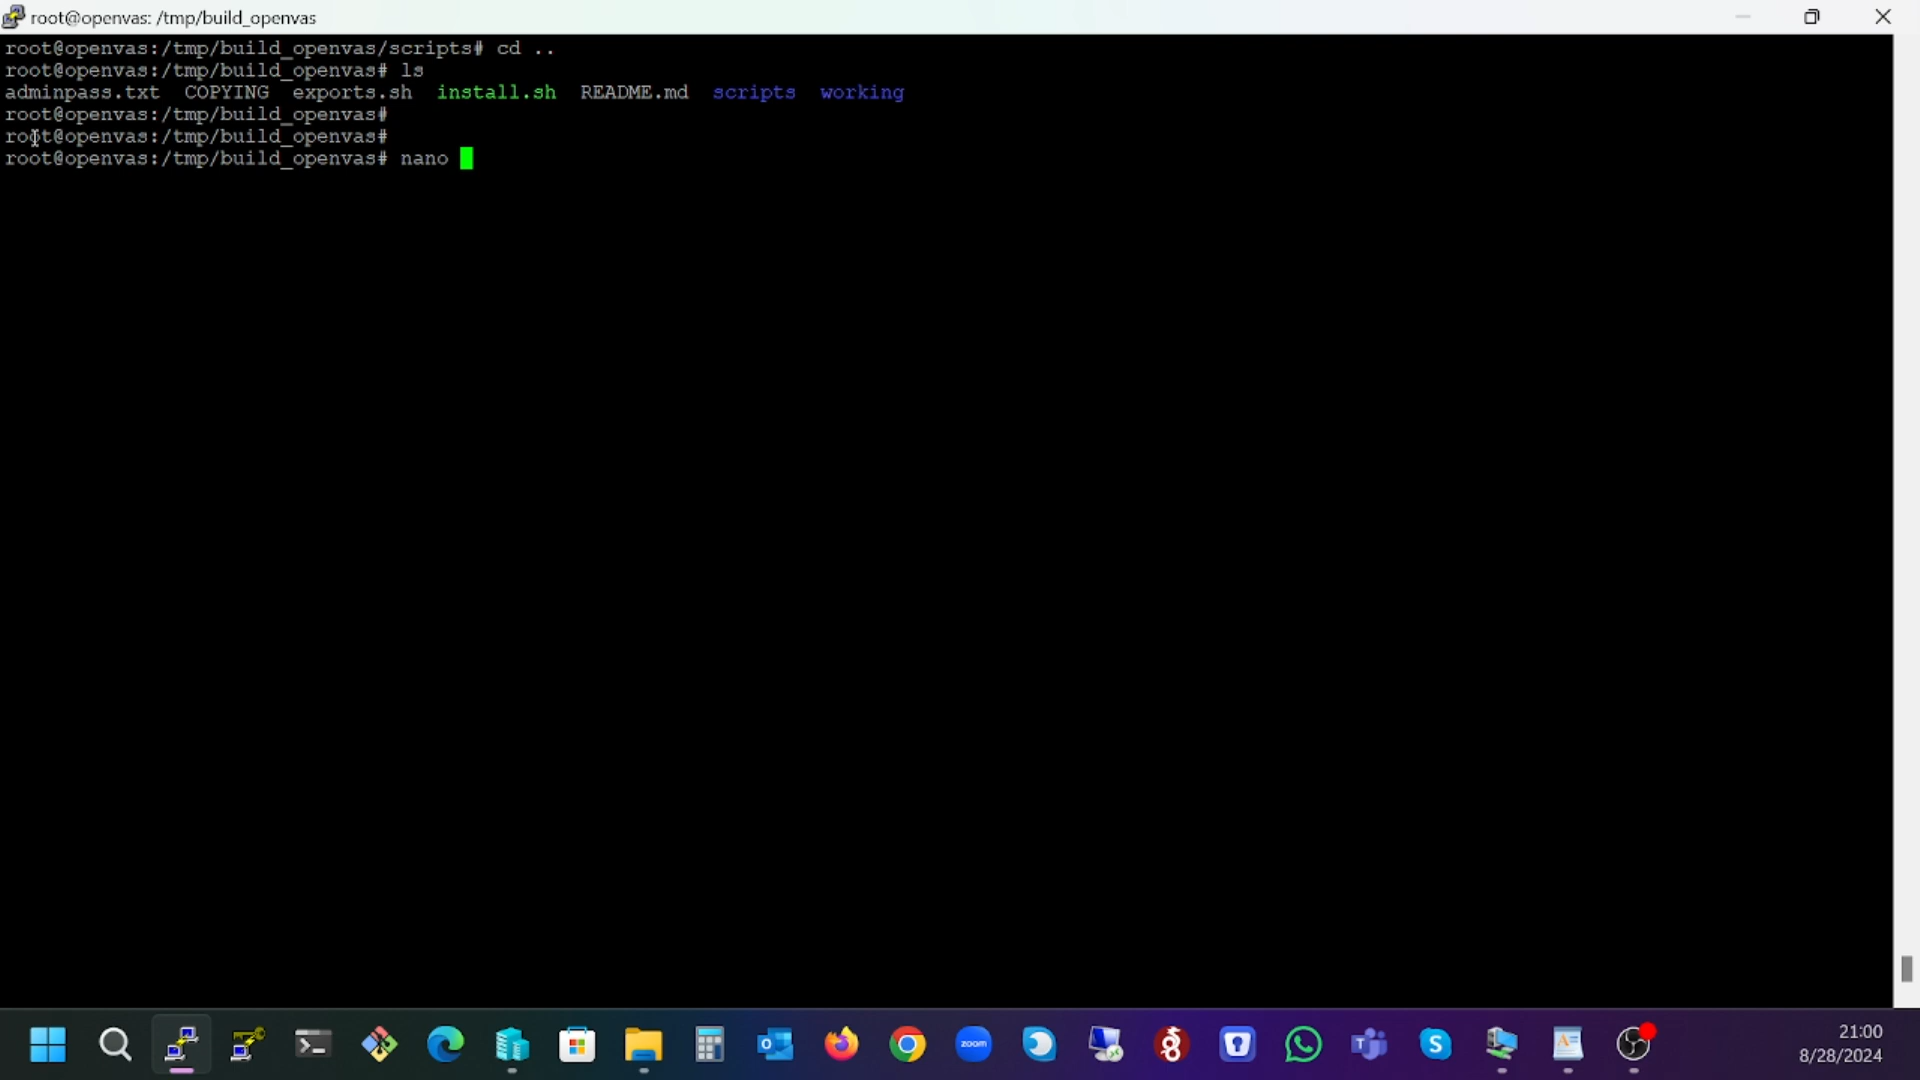 root@openvas: /tmp/build_openvas
root@openvas:/tmp/build_openvas/scripts# cd ..
root@openvas:/tmp/build_openvas# ls
adminpass.txt COPYING exports.sh install.sh README.md scripts working
root@openvas:/tmp/build_openvas#
root@openvas:/tmp/build_openvas#
root@openvas:/tmp/build_openvas# nano
zoom
21:00
8/28/2024